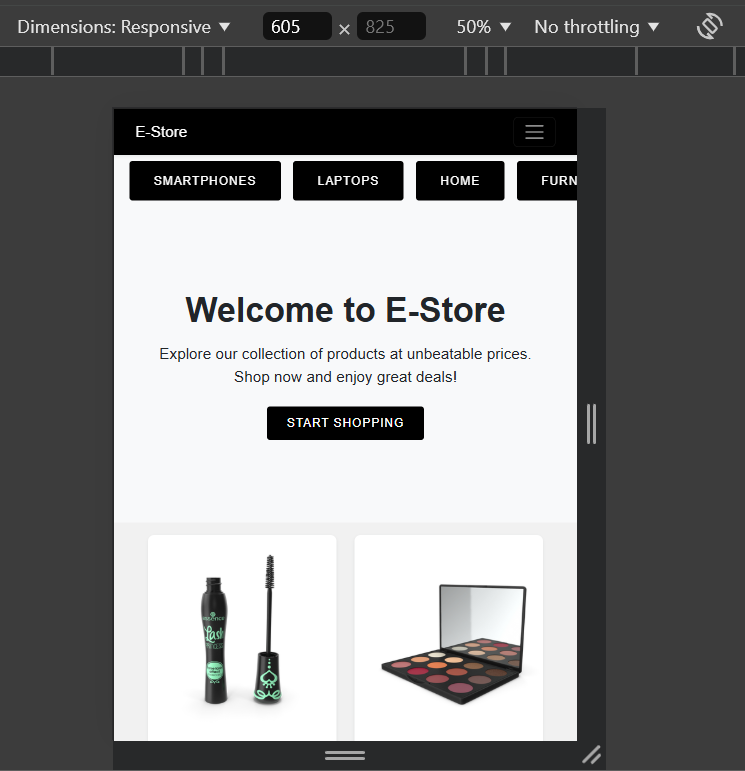 Dimensions: Responsive ▼ 605 × 825 50% ▼ No throttling ▼
E-Store
SMARTPHONES LAPTOPS HOME FURN
Welcome to E-Store
Explore our collection of products at unbeatable prices.
Shop now and enjoy great deals!
START SHOPPING
essence
Lash
PRINCESS